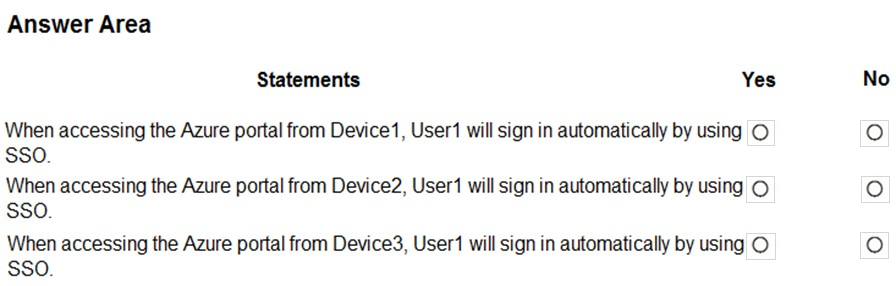 Answer Area
Statements Yes No
When accessing the Azure portal from Device1, User1 will sign in automatically by using
SSO.
When accessing the Azure portal from Device2, User1 will sign in automatically by using
SSO.
When accessing the Azure portal from Device3, User1 will sign in automatically by using
SSO.